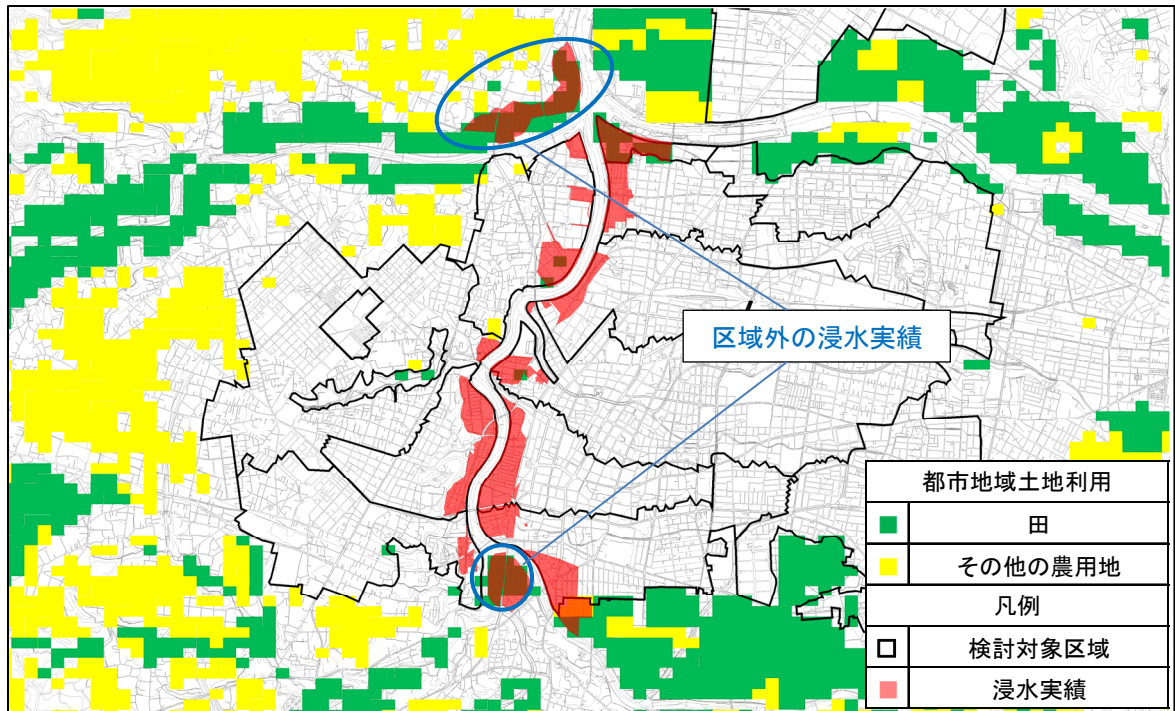 区域外の浸水実績
都市地域土地利用
田
その他の農用地
凡例
検討対象区域
浸水実績